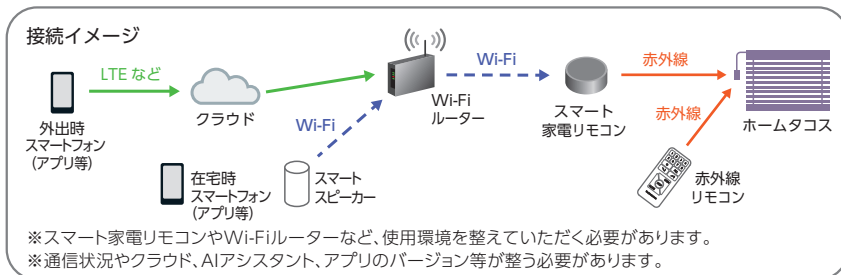 接続イメージ
LTE など
Wi-Fi
赤外線
クラウド
Wi-Fi
Wi-Fi
ルーター
スマート
家電リモコン
赤外線
ホームタコス
外出時
スマートフォン
(アプリ等)
在宅時
スマートフォン
(アプリ等)
スマート
スピーカー
赤外線
リモコン
※スマート家電リモコンやWi-Fiルーターなど、使用環境を整えていただく必要があります。
※通信状況やクラウド、AIアシスタント、アプリのバージョン等が整う必要があります。